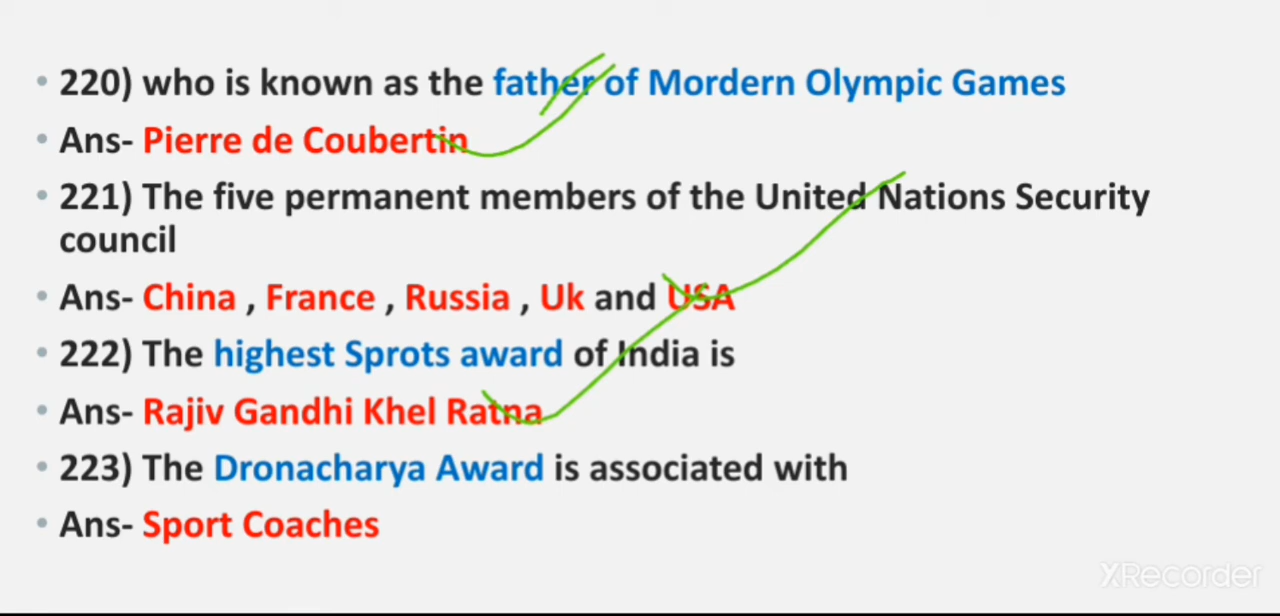 • 220) who is known as the father of Mordern Olympic Games
• Ans- Pierre de Coubertin
• 221) The five permanent members of the United Nations Security
council
• Ans- China , France , Russia , Uk and USA
• 222) The highest Sprots award of India is
• Ans- Rajiv Gandhi Khel Ratna
• 223) The Dronacharya Award is associated with
• Ans- Sport Coaches
XRecorder